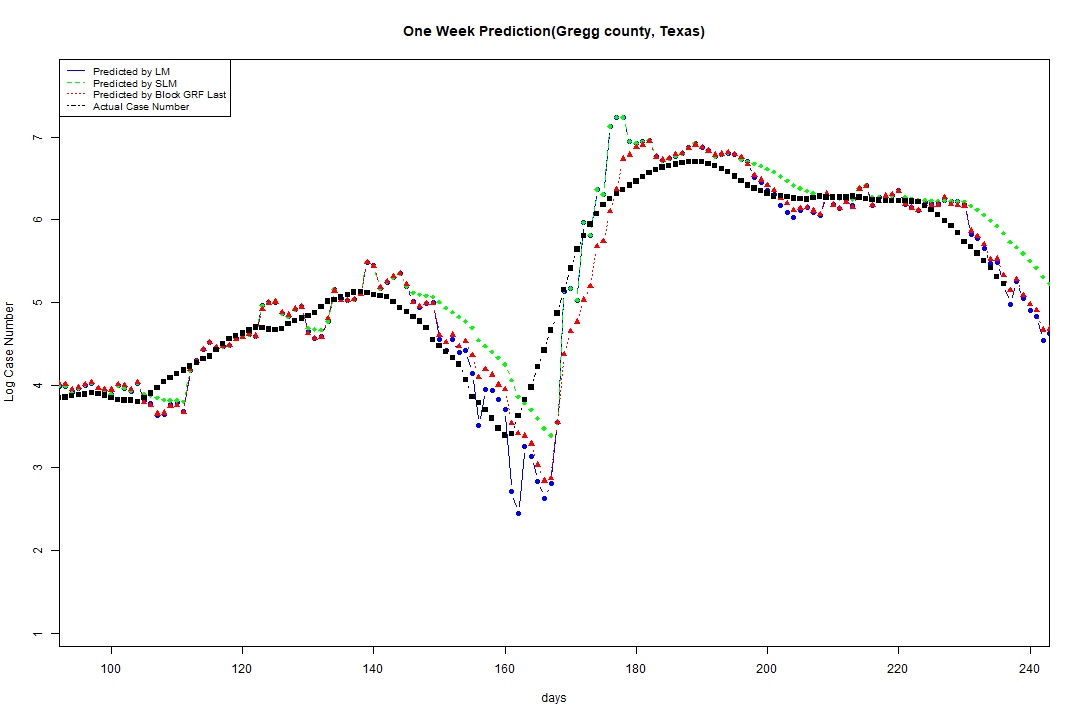 One Week Prediction(Gregg county, Texas)
Predicted by LM
Predicted by SLM
Predicted by Block GRF Last
Actual Case Number
7
6
5
4
3
2
1
Log Case Number
100 120 140 160 180 200 220 240
days